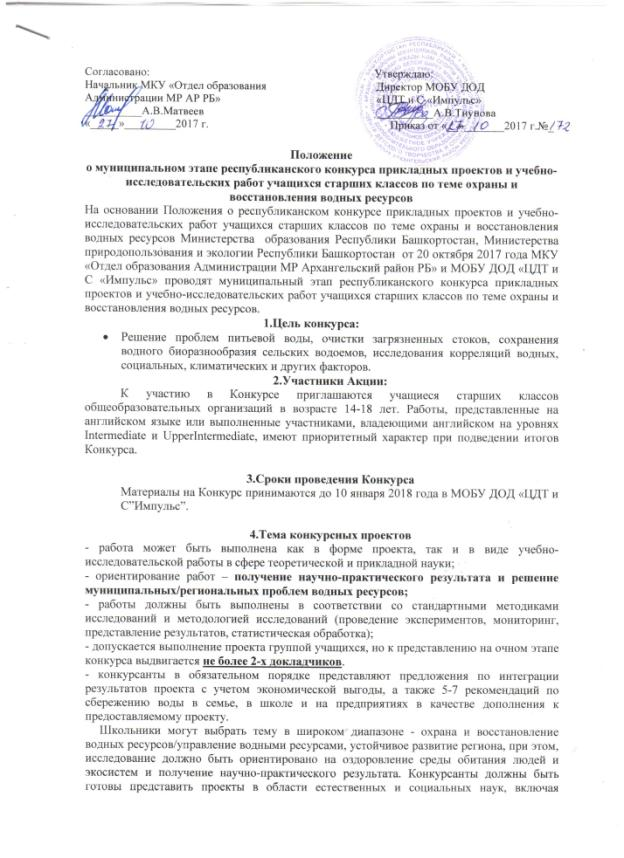 Согласовано: Утверждаю:
Начальник МКУ «Отдел образования Директор МОБУ ДОД
Администрации МР АР РБ» «ЦДТ и С «Импульс»
А.В.Матвеев А.В.Тиунова
«27» 10 2017 г. Приказ от «27» 10 2017 г.№ 172
Положение
о муниципальном этапе республиканского конкурса прикладных проектов и учебно-
исследовательских работ учащихся старших классов по теме охраны и
восстановления водных ресурсов
На основании Положения о республиканском конкурсе прикладных проектов и учебно-
исследовательских работ учащихся старших классов по теме охраны и восстановления
водных ресурсов Министерства образования Республики Башкортостан, Министерства
природопользования и экологии Республики Башкортостан от 20 октября 2017 года МКУ
«Отдел образования Администрации МР Архангельский район РБ» и МОБУ ДОД «ЦДТ и
С «Импульс» проводят муниципальный этап республиканского конкурса прикладных
проектов и учебно-исследовательских работ учащихся старших классов по теме охраны и
восстановления водных ресурсов.
1.Цель конкурса:
• Решение проблем питьевой воды, очистки загрязненных стоков, сохранения
водного биоразнообразия сельских водоемов, исследования корреляций водных,
социальных, климатических и других факторов.
2.Участники Акции:
К участию в Конкурсе приглашаются учащиеся старших классов
общеобразовательных организаций в возрасте 14-18 лет. Работы, представленные на
английском языке или выполненные участниками, владеющими английском на уровнях
Intermediate и UpperIntermediate, имеют приоритетный характер при подведении итогов
Конкурса.
3.Сроки проведения Конкурса
Материалы на Конкурс принимаются до 10 января 2018 года в МОБУ ДОД «ЦДТ и
С”Импульс”.
4.Тема конкурсных проектов
- работа может быть выполнена как в форме проекта, так и в виде учебно-
исследовательской работы в сфере теоретической и прикладной науки;
- ориентирование работ – получение научно-практического результата и решение
муниципальных/региональных проблем водных ресурсов;
- работы должны быть выполнены в соответствии со стандартными методиками
исследований и методологией исследований (проведение экспериментов, мониторинг,
представление результатов, статистическая обработка);
- допускается выполнение проекта группой учащихся, но к представлению на очном этапе
конкурса выдвигается не более 2-х докладчиков.
- конкурсанты в обязательном порядке представляют предложения по интеграции
результатов проекта с учетом экономической выгоды, а также 5-7 рекомендаций по
сбережению воды в семье, в школе и на предприятиях в качестве дополнения к
предоставляемому проекту.
Школьники могут выбрать тему в широком диапазоне - охрана и восстановление
водных ресурсов/управление водными ресурсами, устойчивое развитие региона, при этом,
исследование должно быть ориентировано на оздоровление среды обитания людей и
экосистем и получение научно-практического результата. Конкурсанты должны быть
готовы представить проекты в области естественных и социальных наук, включая